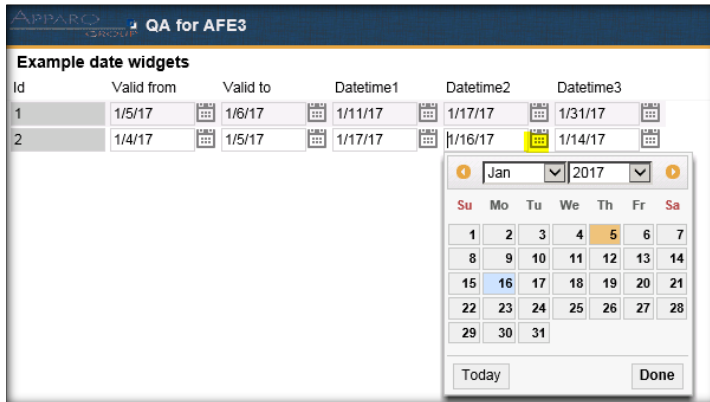 APPARO
GROUP
QA for AFE3
Example date widgets
Id Valid from Valid to Datetime1 Datetime2 Datetime3
1 1/5/17 1/6/17 1/11/17 1/17/17 1/31/17
2 1/4/17 1/5/17 1/17/17 1/16/17 1/14/17
Jan 2017
Su Mo Tu We Th Fr Sa
1 2 3 4 5 6 7
8 9 10 11 12 13 14
15 16 17 18 19 20 21
22 23 24 25 26 27 28
29 30 31
Today Done